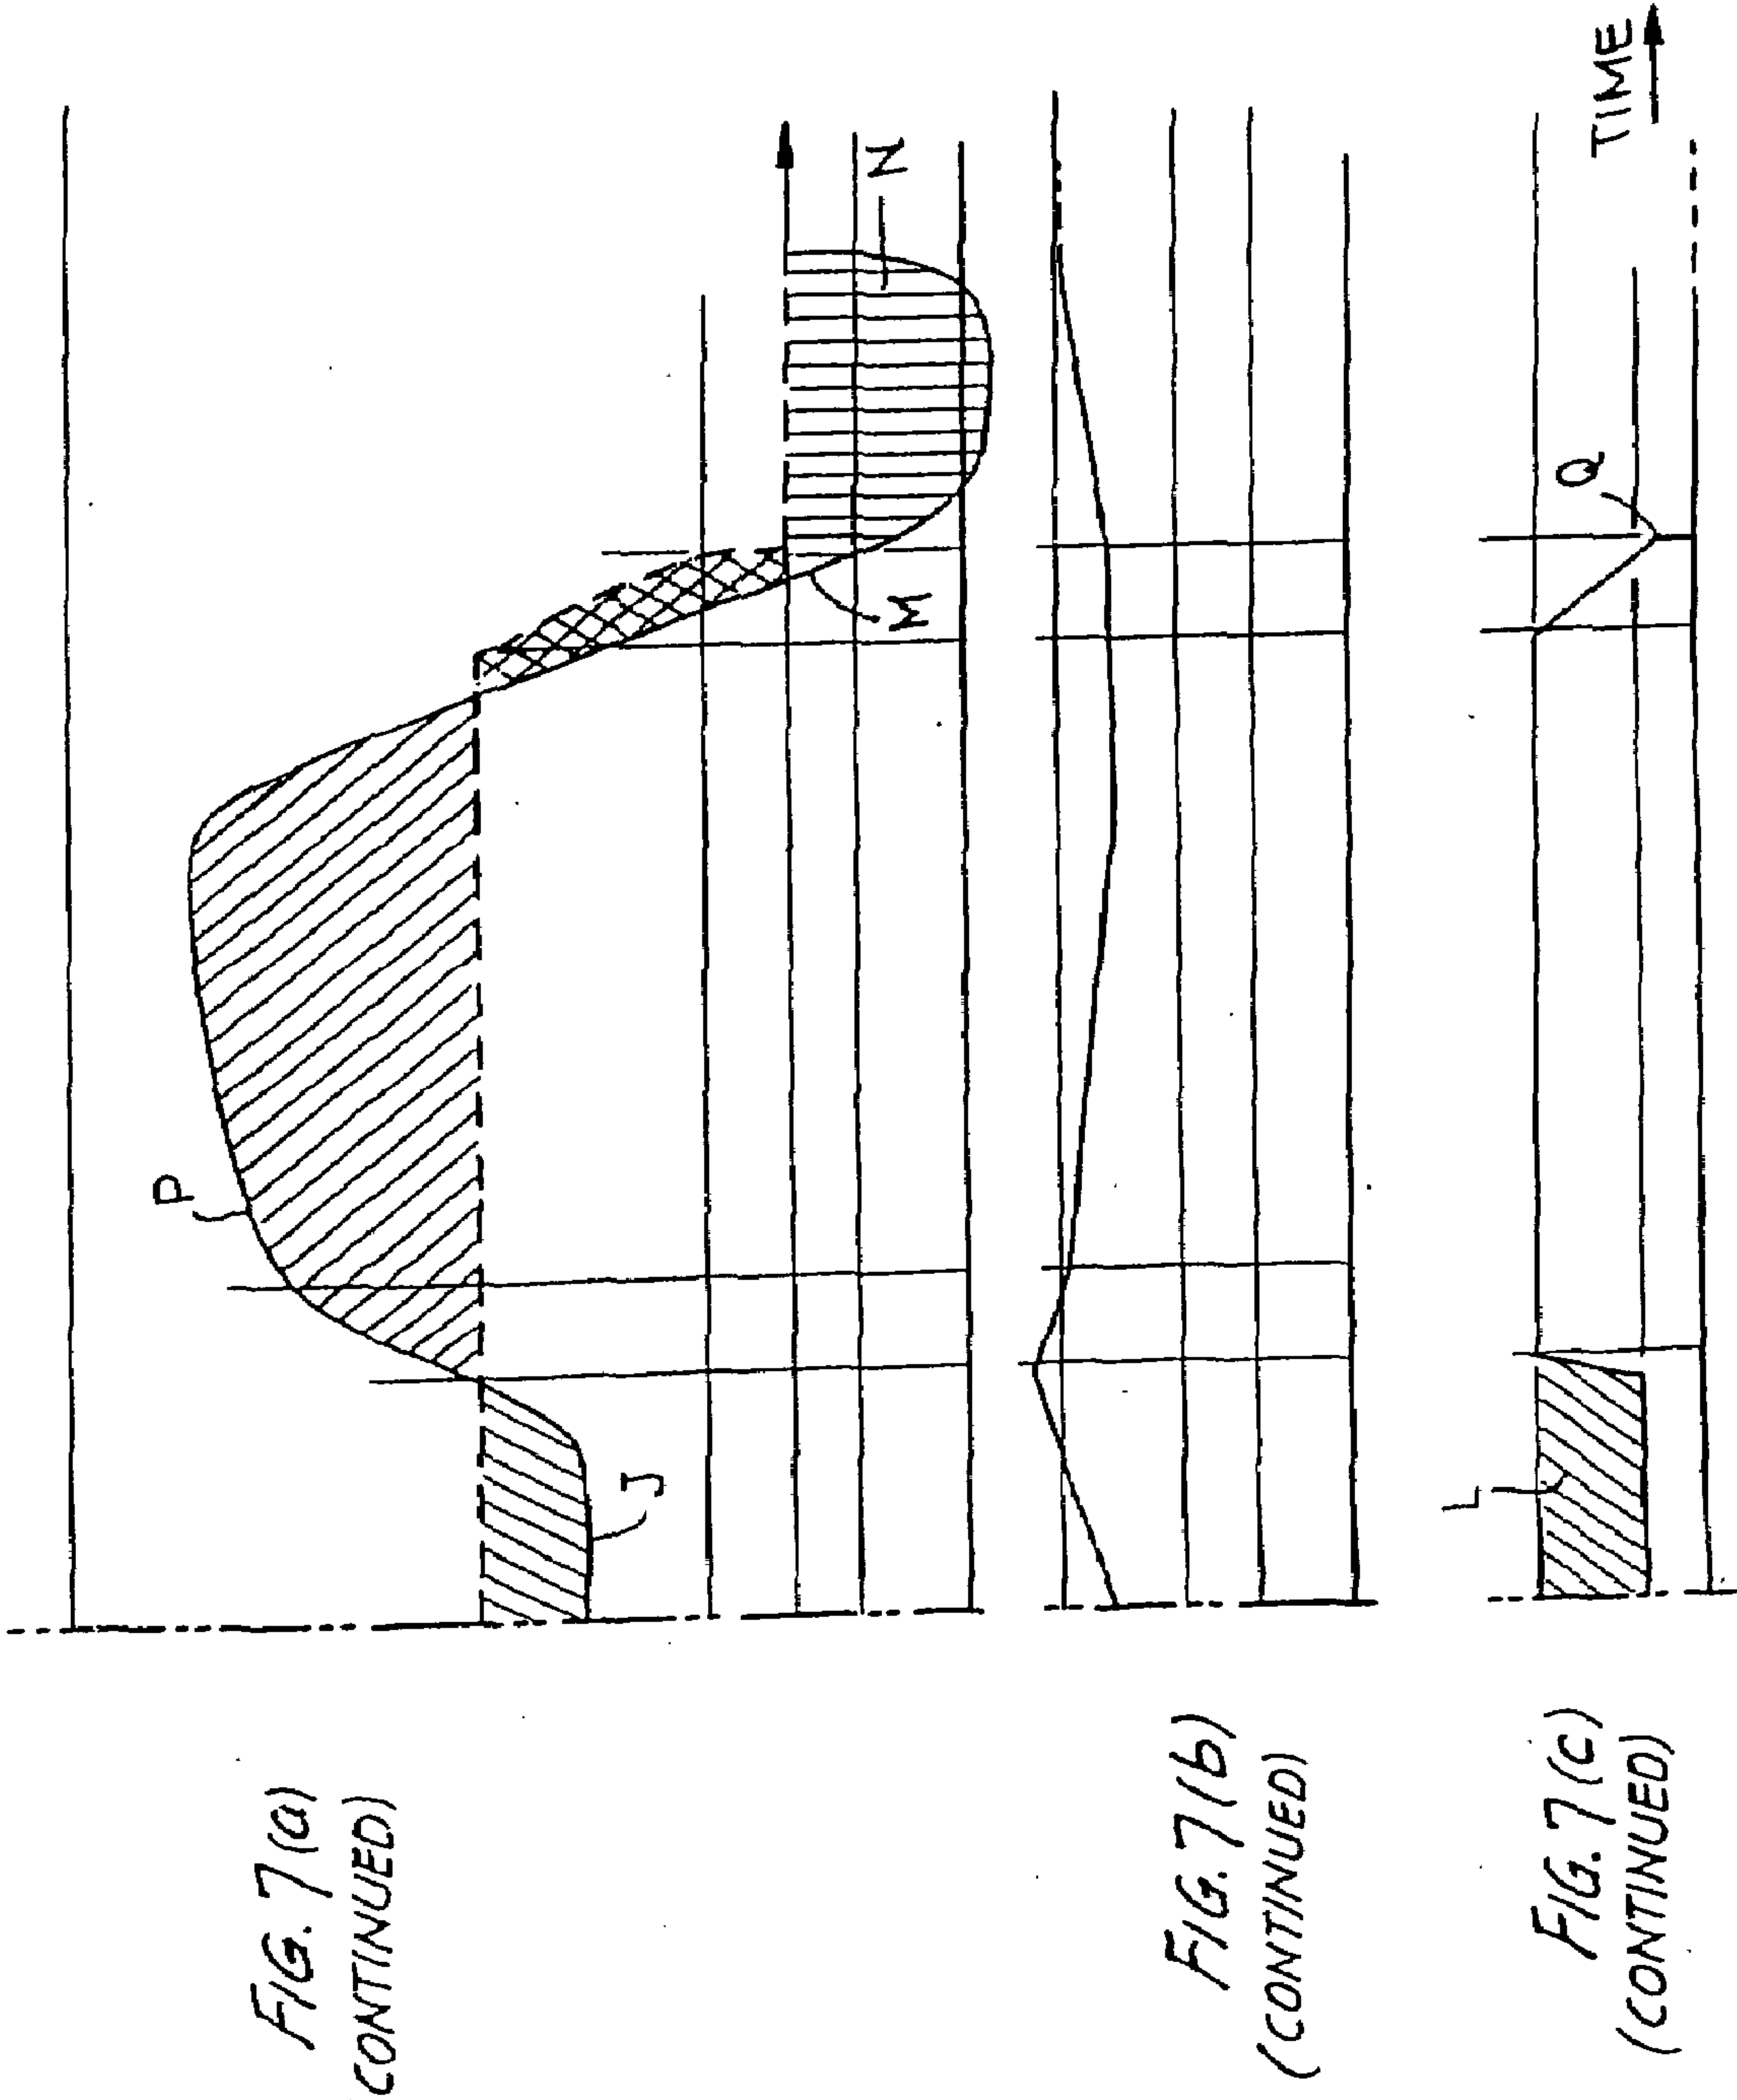 FIG. 7(a)
CONTINUED)
P
J
M
N
FIG. 7(b)
(CONTINUED)
FIG. 7(c)
(CONTINUED)
L
Q
TIME